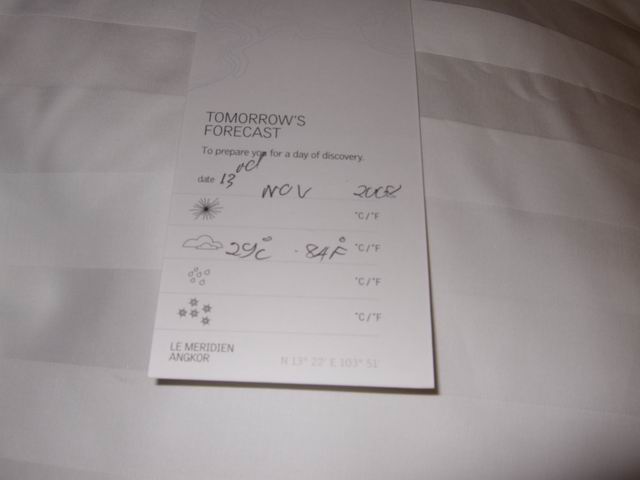 TOMORROW'S
FORECAST
To prepare you for a day of discovery.
date 13 NOV 2008
°C/°F
29°C 84°F °C/°F
°C/°F
°C/°F
LE MERIDIEN
ANGKOR
N 13° 22' E 103° 51'